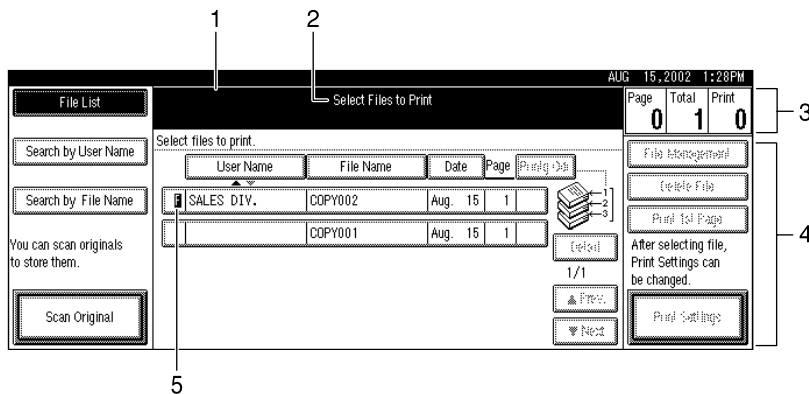 1
2
AUG 15,2002 1:28PM
File List
Select Files to Print
Page Total Print
0 1 0
3
Select files to print.
Search by User Name
User Name File Name Date Page Printg Odr
File Management
Delete File
Search by File Name
F SALES DIV. COPY002 Aug. 15 1
1
2
3
Print 1st Page
COPY001 Aug. 15 1
4
You can scan originals
to store them.
[Detail]
After selecting file,
Print Settings can
be changed.
1/1
▲ Prev.
Scan Original
Print Settings
▼ Next
5